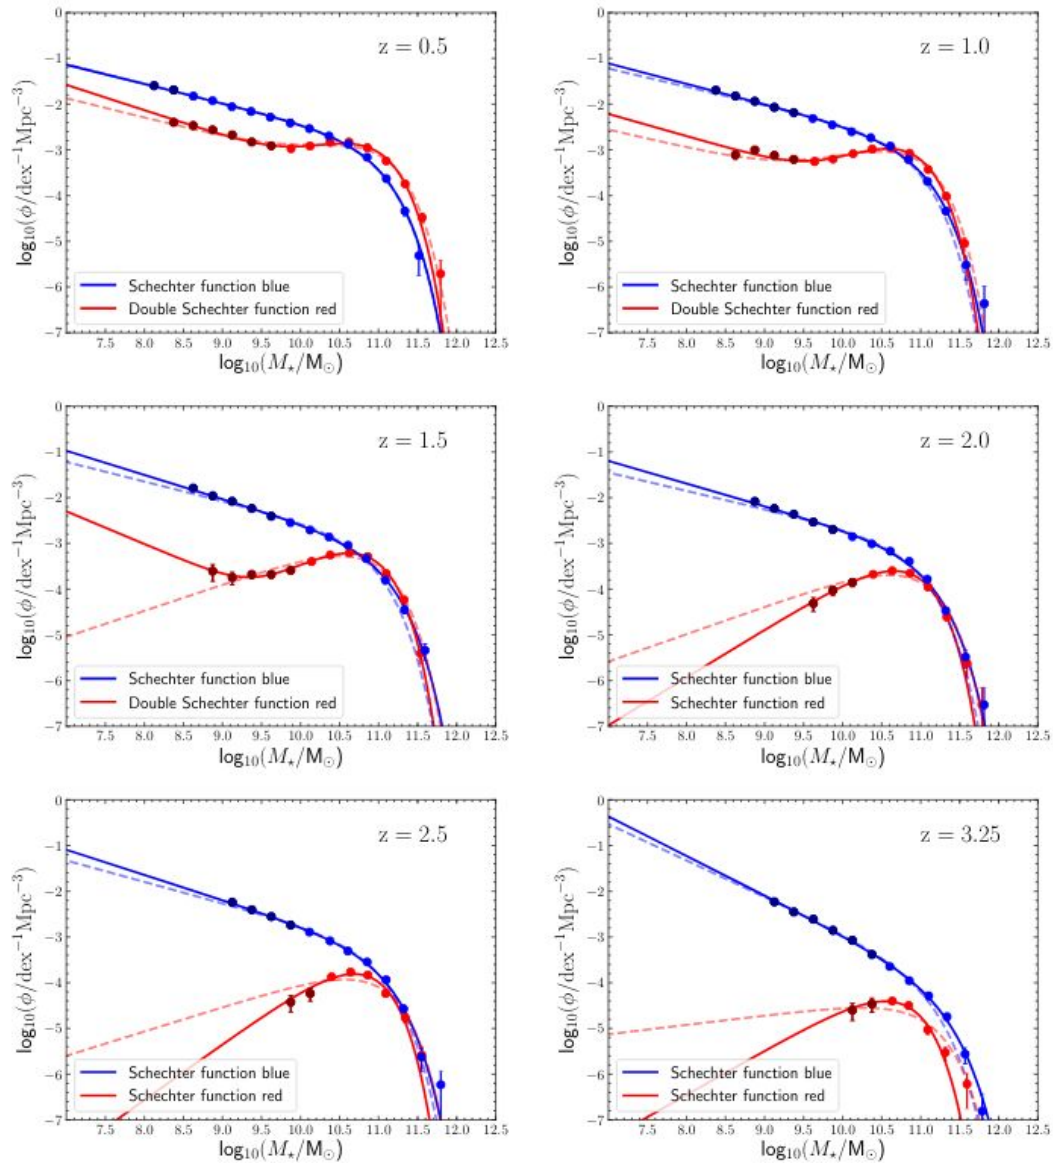 z = 0.5
log10(ϕ/dex⁻¹Mpc⁻³)
0
−1
−2
−3
−4
−5
−6
−7
Schechter function blue
Double Schechter function red
7.5 8.0 8.5 9.0 9.5 10.0 10.5 11.0 11.5 12.0 12.5
log10(M⋆/M⊙)
z = 1.0
log10(ϕ/dex⁻¹Mpc⁻³)
0
−1
−2
−3
−4
−5
−6
−7
Schechter function blue
Double Schechter function red
7.5 8.0 8.5 9.0 9.5 10.0 10.5 11.0 11.5 12.0 12.5
log10(M⋆/M⊙)
z = 1.5
log10(ϕ/dex⁻¹Mpc⁻³)
0
−1
−2
−3
−4
−5
−6
−7
Schechter function blue
Double Schechter function red
7.5 8.0 8.5 9.0 9.5 10.0 10.5 11.0 11.5 12.0 12.5
log10(M⋆/M⊙)
z = 2.0
log10(ϕ/dex⁻¹Mpc⁻³)
0
−1
−2
−3
−4
−5
−6
−7
Schechter function blue
Schechter function red
7.5 8.0 8.5 9.0 9.5 10.0 10.5 11.0 11.5 12.0 12.5
log10(M⋆/M⊙)
z = 2.5
log10(ϕ/dex⁻¹Mpc⁻³)
0
−1
−2
−3
−4
−5
−6
−7
Schechter function blue
Schechter function red
7.5 8.0 8.5 9.0 9.5 10.0 10.5 11.0 11.5 12.0 12.5
log10(M⋆/M⊙)
z = 3.25
log10(ϕ/dex⁻¹Mpc⁻³)
0
−1
−2
−3
−4
−5
−6
−7
Schechter function blue
Schechter function red
7.5 8.0 8.5 9.0 9.5 10.0 10.5 11.0 11.5 12.0 12.5
log10(M⋆/M⊙)